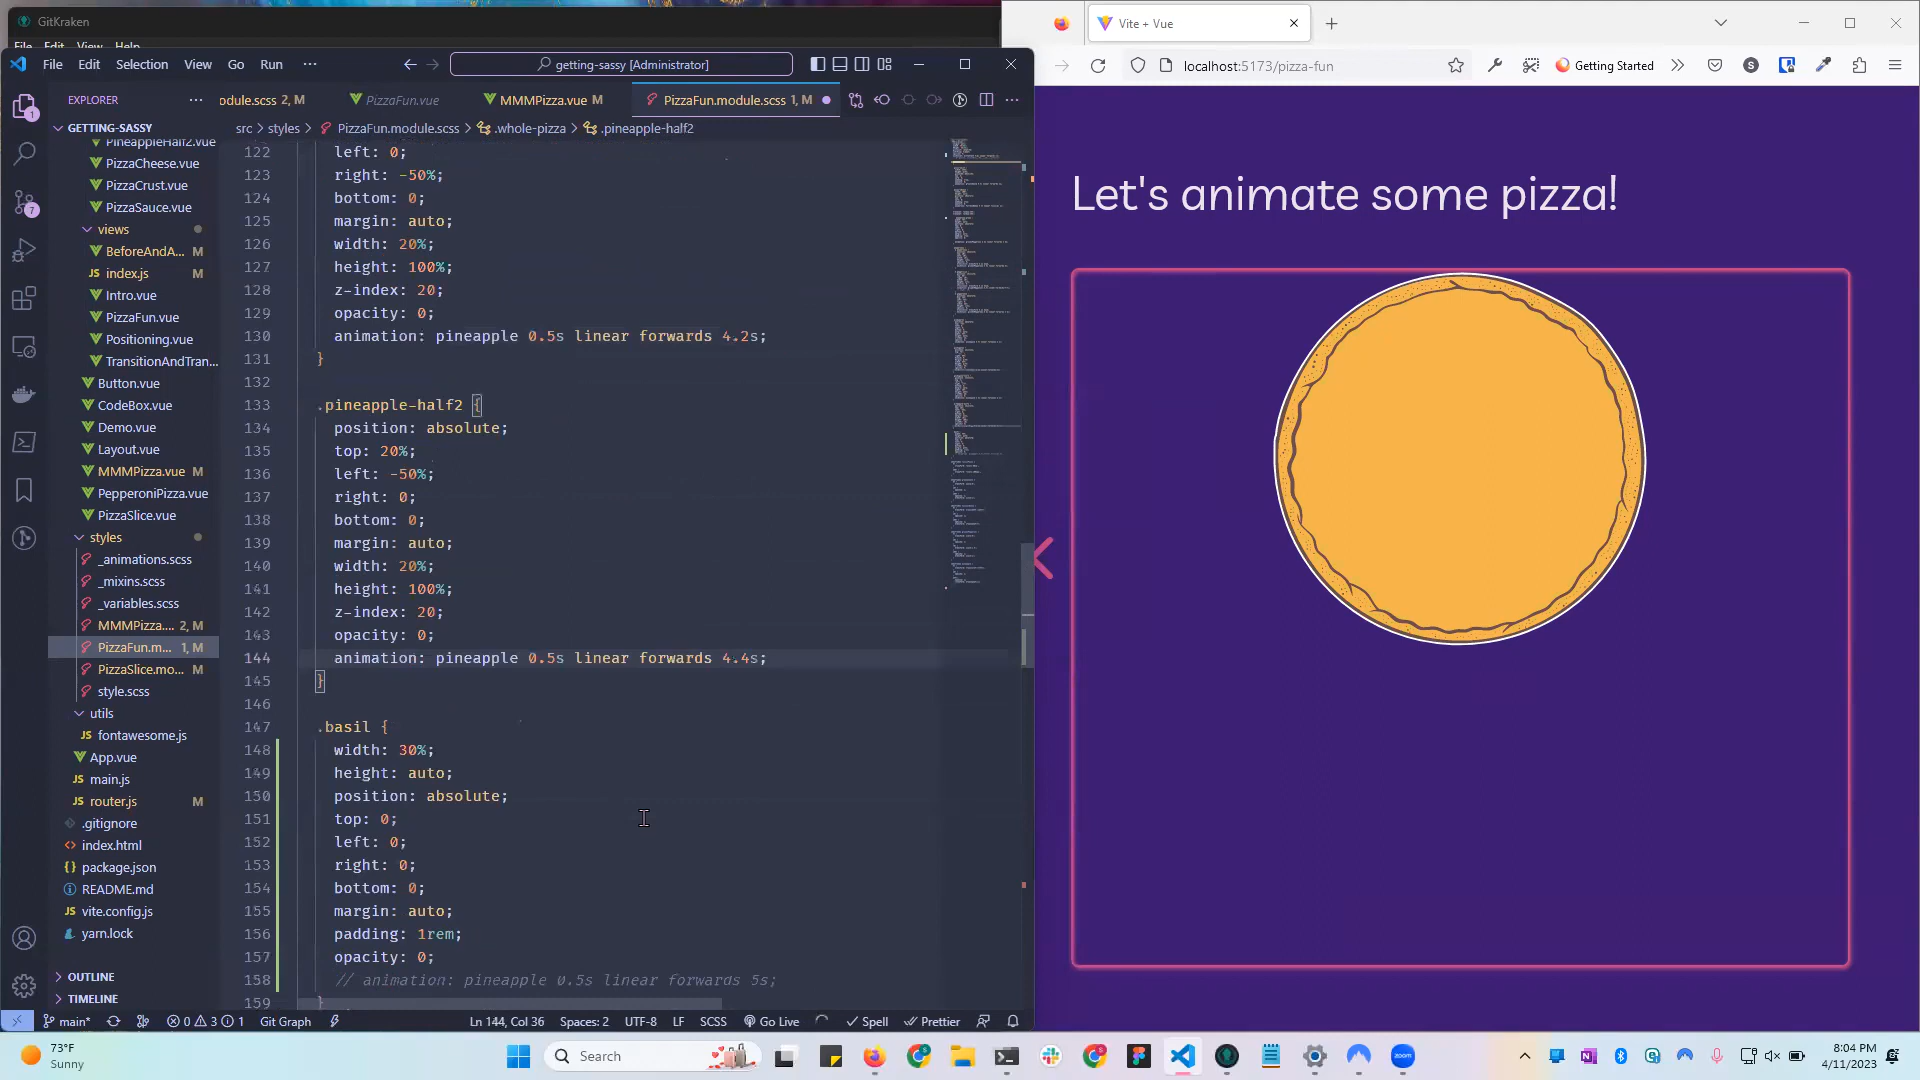 GitKraken
File Edit View Help
File Edit Selection View Go Run ···
getting-sassy [Administrator]
EXPLORER ···
odule.scss 2, M
PizzaFun.vue
MMMPizza.vue M
PizzaFun.module.scss 1, M
GETTING-SASSY
src > styles > PizzaFun.module.scss > .whole-pizza > .pineapple-half2
PineappleHalf2.vue
PizzaCheese.vue
PizzaCrust.vue
PizzaSauce.vue
views
BeforeAndA... M
index.js M
Intro.vue
PizzaFun.vue
Positioning.vue
TransitionAndTran...
Button.vue
CodeBox.vue
Demo.vue
Layout.vue
MMMPizza.vue M
PepperoniPizza.vue
PizzaSlice.vue
styles
_animations.scss
_mixins.scss
_variables.scss
MMMPizza.... 2, M
PizzaFun.m... 1, M
PizzaSlice.mo... M
style.scss
utils
fontawesome.js
App.vue
main.js
router.js M
.gitignore
index.html
package.json
README.md
vite.config.js
yarn.lock
OUTLINE
TIMELINE
1
7
122 left: 0;
123 right: -50%;
124 bottom: 0;
125 margin: auto;
126 width: 20%;
127 height: 100%;
128 z-index: 20;
129 opacity: 0;
130 animation: pineapple 0.5s linear forwards 4.2s;
131 }
132
133 .pineapple-half2 {
134 position: absolute;
135 top: 20%;
136 left: -50%;
137 right: 0;
138 bottom: 0;
139 margin: auto;
140 width: 20%;
141 height: 100%;
142 z-index: 20;
143 opacity: 0;
144 animation: pineapple 0.5s linear forwards 4.4s;
145 }
146
147 .basil {
148 width: 30%;
149 height: auto;
150 position: absolute;
151 top: 0;
152 left: 0;
153 right: 0;
154 bottom: 0;
155 margin: auto;
156 padding: 1rem;
157 opacity: 0;
158 // animation: pineapple 0.5s linear forwards 5s;
159 }
main* 0 3 1 Git Graph Ln 144, Col 36 Spaces: 2 UTF-8 LF SCSS Go Live Spell Prettier
Vite + Vue
localhost:5173/pizza-fun
Getting Started
Let's animate some pizza!
73°F
Sunny
Search
zoom
8:04 PM
4/11/2023